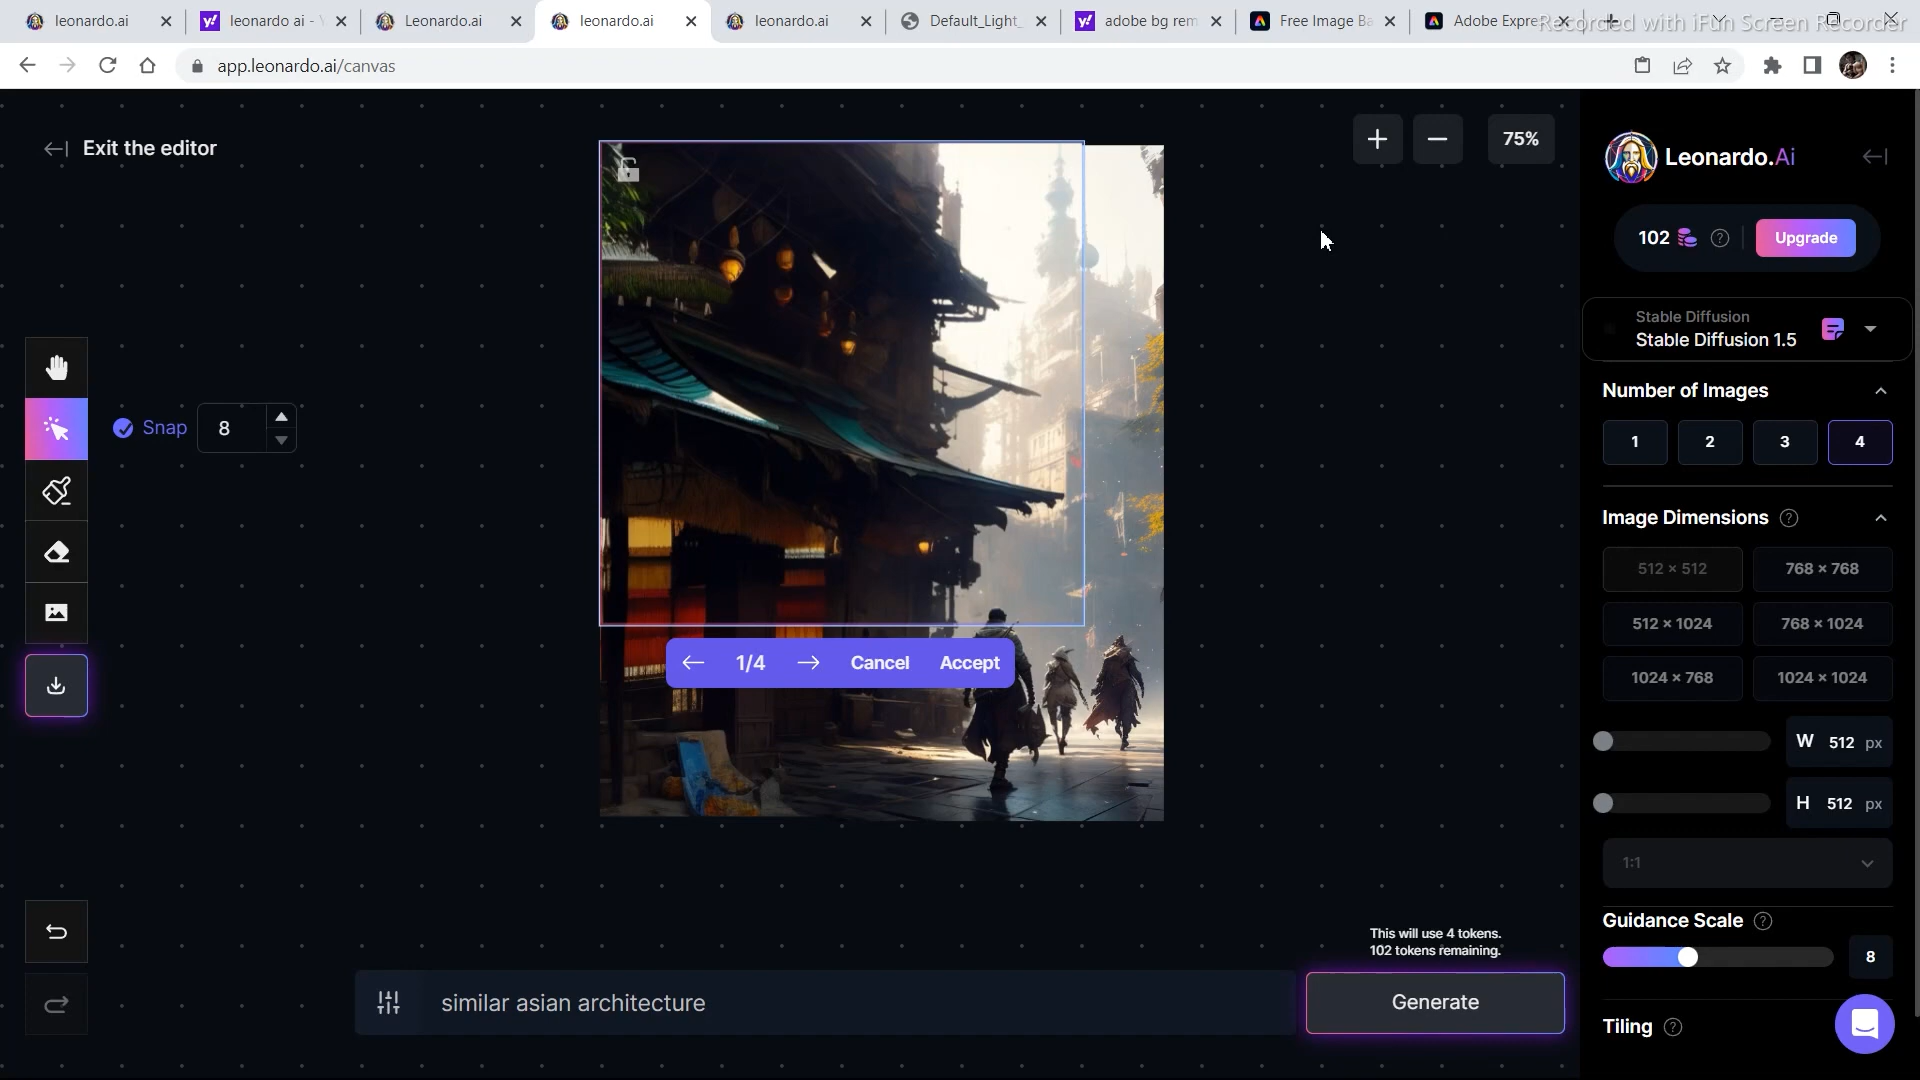 leonardo.ai
leonardo ai - Y
Leonardo.ai
leonardo.ai
leonardo.ai
Default_Light_
adobe bg rem
Free Image Ba
Adobe Expre
Recorded with iFun Screen Recorder
app.leonardo.ai/canvas
Exit the editor
75%
Leonardo.Ai
102
Upgrade
Stable Diffusion
Stable Diffusion 1.5
Snap
8
Number of Images
1
2
3
4
Image Dimensions
512 × 512
768 × 768
512 × 1024
768 × 1024
1024 × 768
1024 × 1024
1/4
Cancel
Accept
W 512 px
H 512 px
1:1
Guidance Scale
8
This will use 4 tokens.
102 tokens remaining.
similar asian architecture
Generate
Tiling